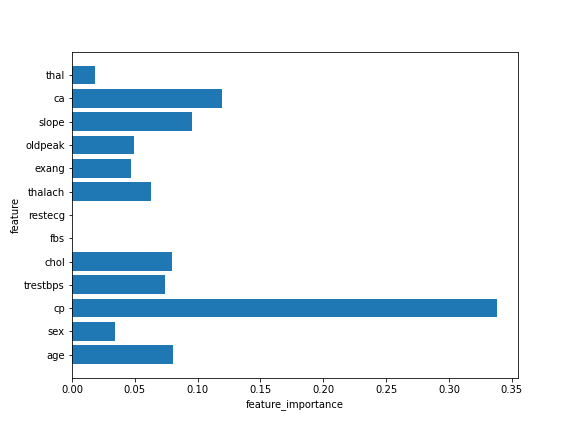 thal
ca
slope
oldpeak
exang
thalach
restecg
fbs
chol
trestbps
cp
sex
age
feature
0.00 0.05 0.10 0.15 0.20 0.25 0.30 0.35
feature_importance